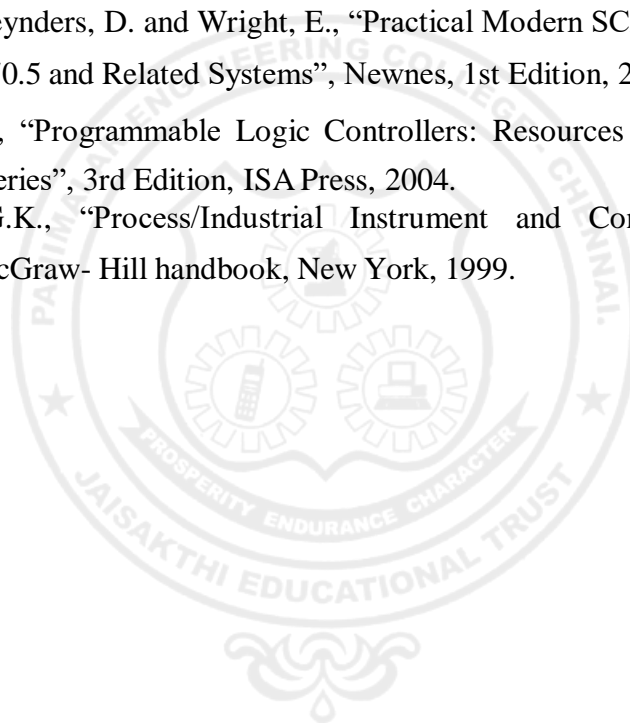 eynders, D. and Wright, E., “Practical Modern SC
0.5 and Related Systems”, Newnes, 1st Edition, 2
, “Programmable Logic Controllers: Resources
eries”, 3rd Edition, ISA Press, 2004.
G.K., “Process/Industrial Instrument and Con
cGraw- Hill handbook, New York, 1999.
ENGINEERING COLLEGE - CHENNAI.
PROSPERITY ENDURANCE CHARACTER
JAISAKTHI EDUCATIONAL TRUST